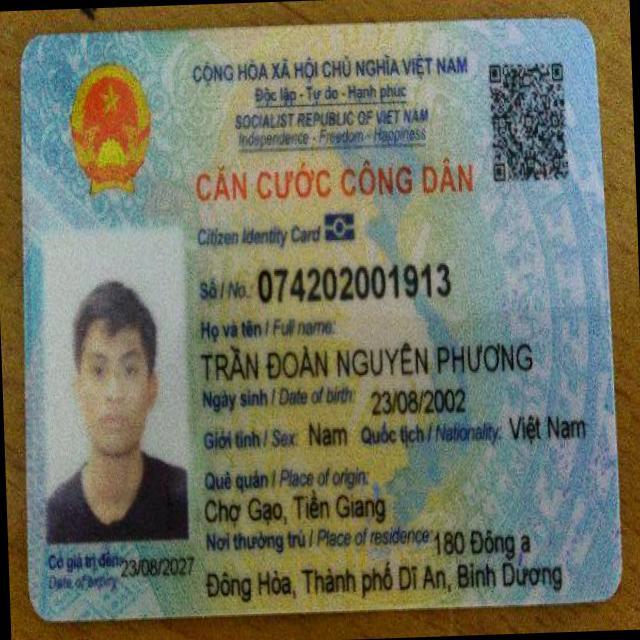 CỘNG HÒA XÃ HỘI CHỦ NGHĨA VIỆT NAM
Độc lập - Tự do - Hạnh phúc
SOCIALIST REPUBLIC OF VIET NAM
Independence - Freedom - Happiness
CĂN CƯỚC CÔNG DÂN
Citizen Identity Card
Số / No.: 074202001913
Họ và tên / Full name:
TRẦN ĐOÀN NGUYÊN PHƯƠNG
Ngày sinh / Date of birth: 23/08/2002
Giới tính / Sex: Nam Quốc tịch / Nationality: Việt Nam
Quê quán / Place of origin:
Chợ Gạo, Tiền Giang
Nơi thường trú / Place of residence: 180 Đông a
Đông Hòa, Thành phố Dĩ An, Bình Dương
Có giá trị đến: 23/08/2027
Date of expiry